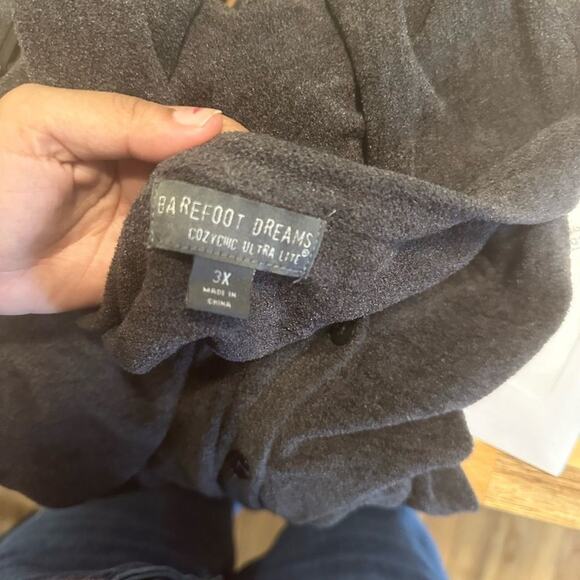 BAREFOOT DREAMS
COZYCHIC ULTRA LITE®
3X
MADE IN
CHINA